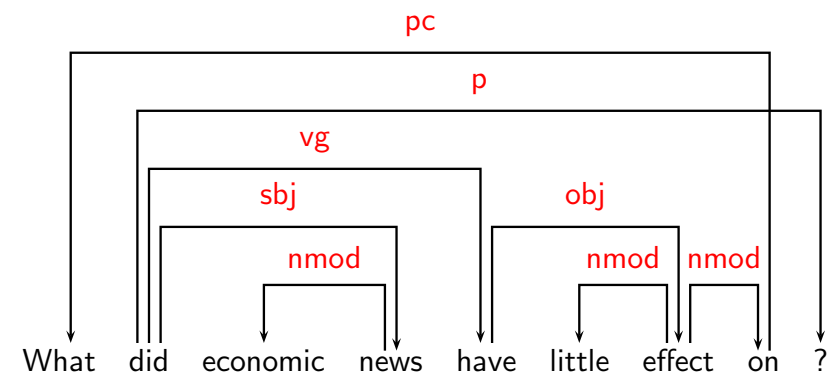 pc
p
vg
sbj obj
nmod nmod nmod
What did economic news have little effect on ?